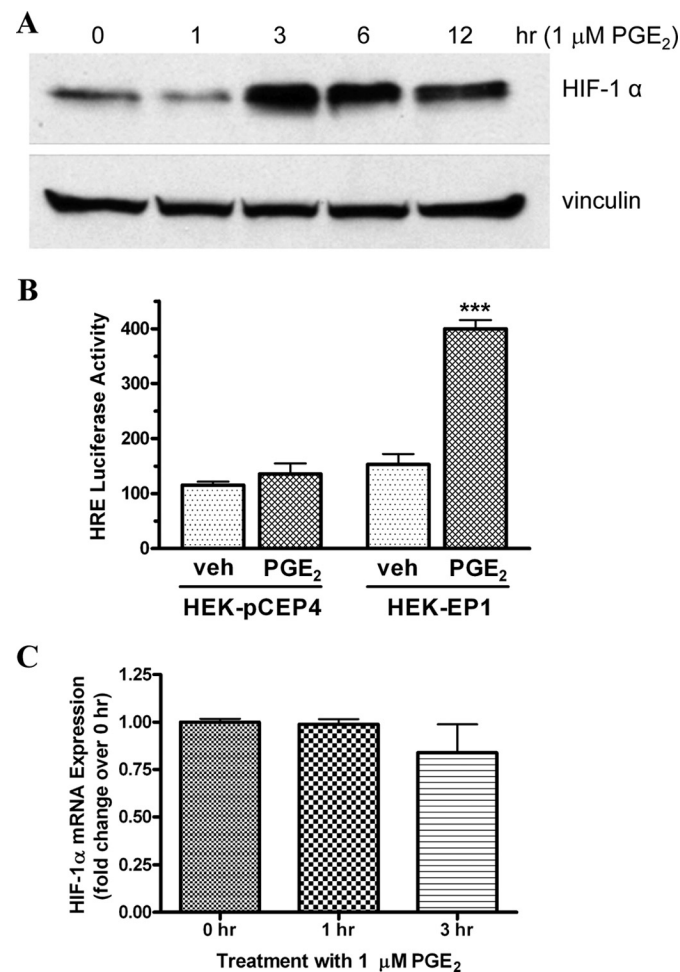 A
0 1 3 6 12 hr (1 μM PGE2)
HIF-1 α
vinculin
B
HRE Luciferase Activity
400
300
200
100
0
***
veh PGE2 veh PGE2
HEK-pCEP4 HEK-EP1
C
HIF-1α mRNA Expression
(fold change over 0 hr)
1.25
1.00
0.75
0.50
0.25
0.00
0 hr 1 hr 3 hr
Treatment with 1 μM PGE2